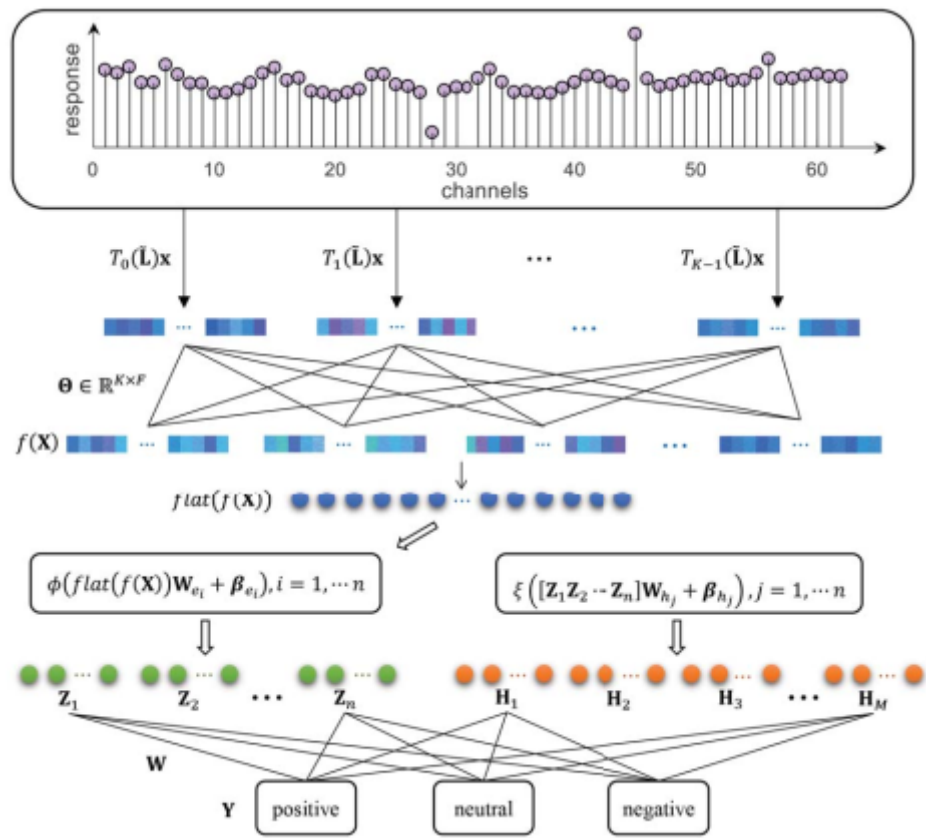 response
0 10 20 30 40 50 60
channels
T₀(L̃)x T₁(L̃)x ··· T_{K−1}(L̃)x
··· ··· ··· ···
Θ ∈ ℝ^{K×F}
f(X) ··· ··· ··· ··· ···
flat(f(X)) ···
ϕ(flat(f(X))W_{e_i} + β_{e_i}), i = 1, ··· n
ξ([Z₁Z₂ ·· Z_n]W_{h_j} + β_{h_j}), j = 1, ··· n
··· ··· ··· ··· ··· ··· ···
Z₁ Z₂ ··· Z_n H₁ H₂ H₃ ··· H_M
W
Y positive neutral negative